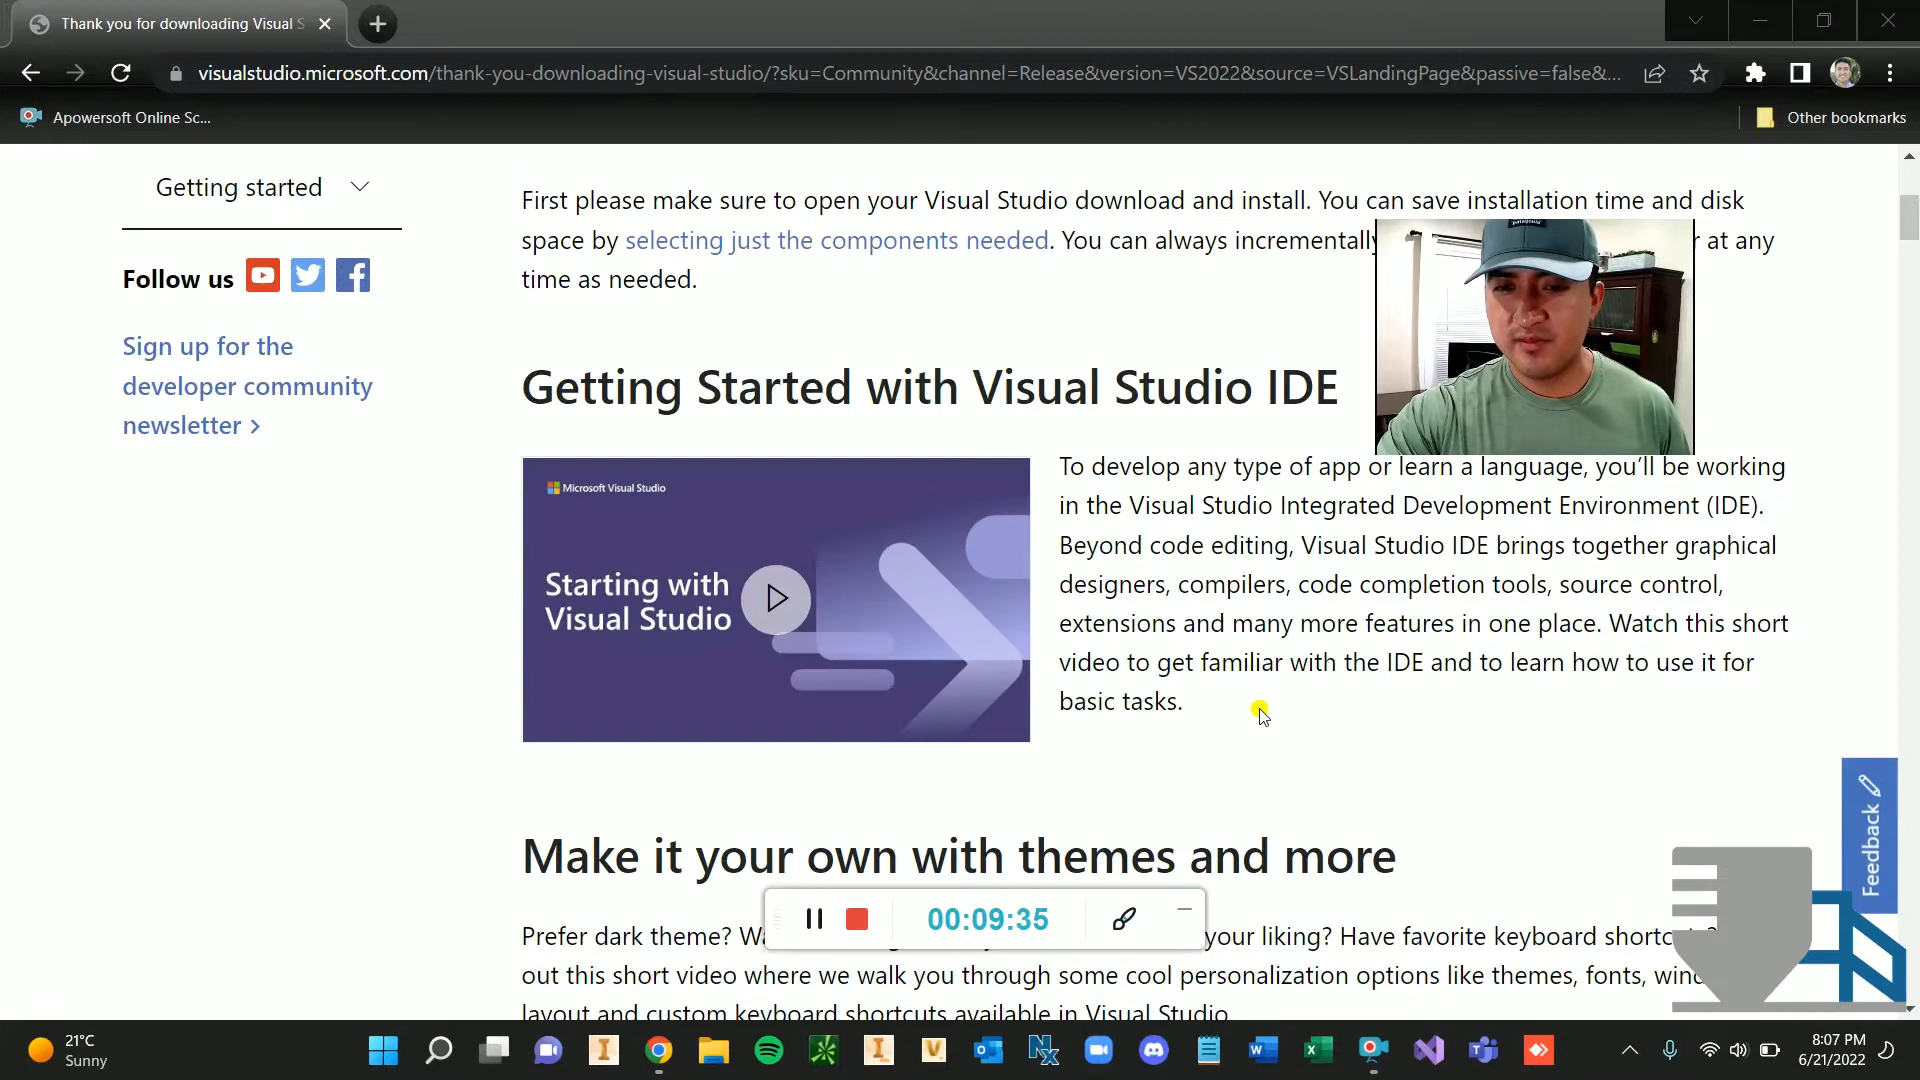 Thank you for downloading Visual S
visualstudio.microsoft.com/thank-you-downloading-visual-studio/?sku=Community&channel=Release&version=VS2022&source=VSLandingPage&passive=false&...
Apowersoft Online Sc...
Other bookmarks
Getting started
Follow us
Sign up for the
developer community
newsletter >
First please make sure to open your Visual Studio download and install. You can save installation time and disk
space by selecting just the components needed. You can always incrementally r at any
time as needed.
Getting Started with Visual Studio IDE
Microsoft Visual Studio
Starting with
Visual Studio
To develop any type of app or learn a language, you'll be working
in the Visual Studio Integrated Development Environment (IDE).
Beyond code editing, Visual Studio IDE brings together graphical
designers, compilers, code completion tools, source control,
extensions and many more features in one place. Watch this short
video to get familiar with the IDE and to learn how to use it for
basic tasks.
Feedback
Make it your own with themes and more
00:09:35
Prefer dark theme? your liking? Have favorite keyboard
out this short video where we walk you through some cool personalization options like themes, fonts,
layout and custom keyboard shortcuts available in Visual Studio
21°C
Sunny
8:07 PM
6/21/2022